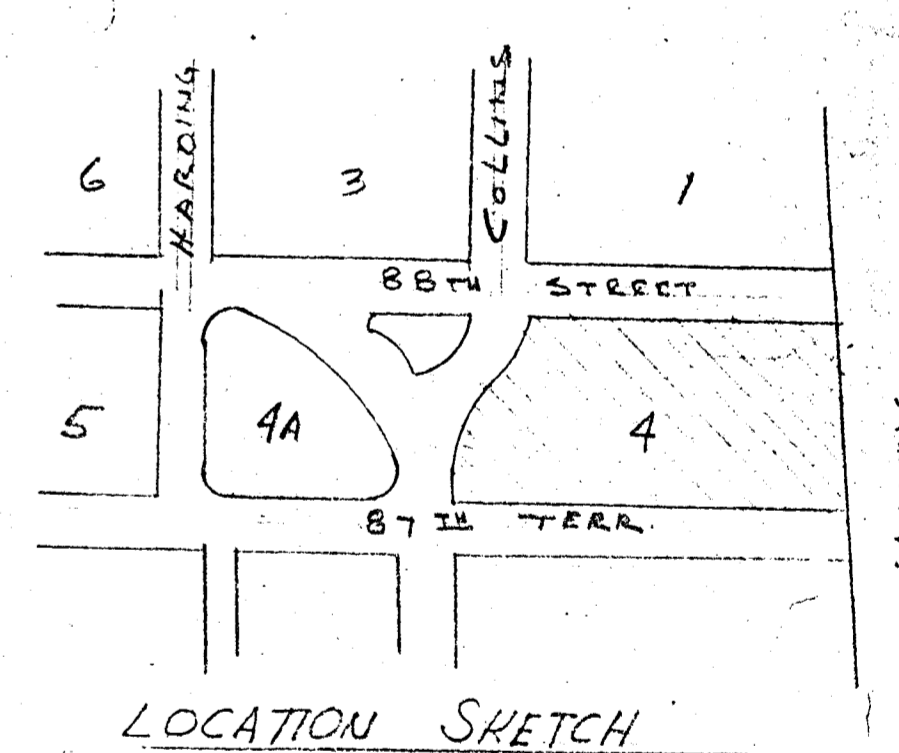 HARDING
COLLINS
6
3
1
88TH STREET
5
4A
4
87TH TERR.
LOCATION SKETCH